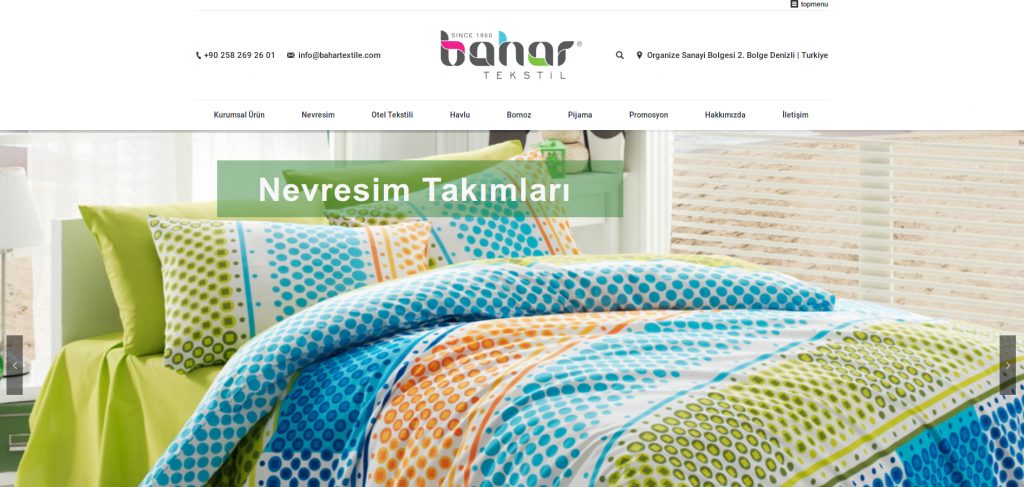 topmenu
SINCE 1960
+90 258 269 26 01 info@bahartextile.com bahar® Organize Sanayi Bolgesi 2. Bolge Denizli | Turkiye
TEKSTİL
Kurumsal Ürün Nevresim Otel Tekstili Havlu Bornoz Pijama Promosyon Hakkımızda İletişim
Nevresim Takımları